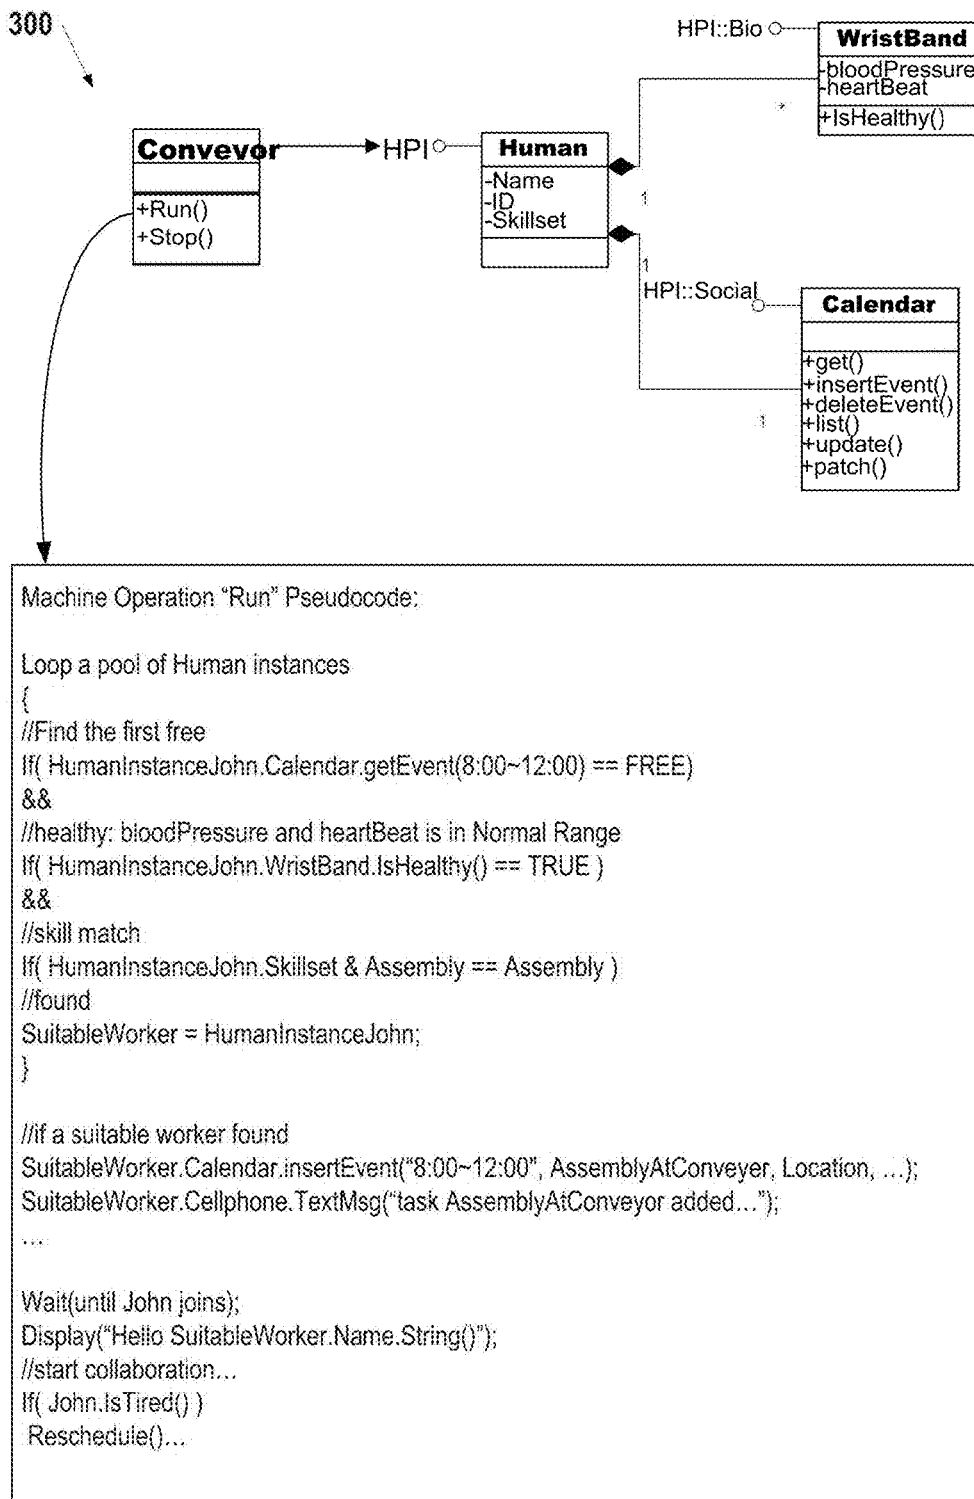 300
HPI::Bio
WristBand
-bloodPressure
-heartBeat
+IsHealthy()
*
Convevor
+Run()
+Stop()
HPI
Human
-Name
-ID
-Skillset
1
1
HPI::Social
Calendar
+get()
+insertEvent()
+deleteEvent()
+list()
+update()
+patch()
1
Machine Operation “Run” Pseudocode:
Loop a pool of Human instances
{
//Find the first free
If( HumanInstanceJohn.Calendar.getEvent(8:00~12:00) == FREE)
&&
//healthy: bloodPressure and heartBeat is in Normal Range
If( HumanInstanceJohn.WristBand.IsHealthy() == TRUE )
&&
//skill match
If( HumanInstanceJohn.Skillset & Assembly == Assembly )
//found
SuitableWorker = HumanInstanceJohn;
}
//if a suitable worker found
SuitableWorker.Calendar.insertEvent(“8:00~12:00”, AssemblyAtConveyer, Location, …);
SuitableWorker.Cellphone.TextMsg(“task AssemblyAtConveyor added…”);
…
Wait(until John joins);
Display(“Hello SuitableWorker.Name.String()”);
//start collaboration…
If( John.IsTired() )
Reschedule()…